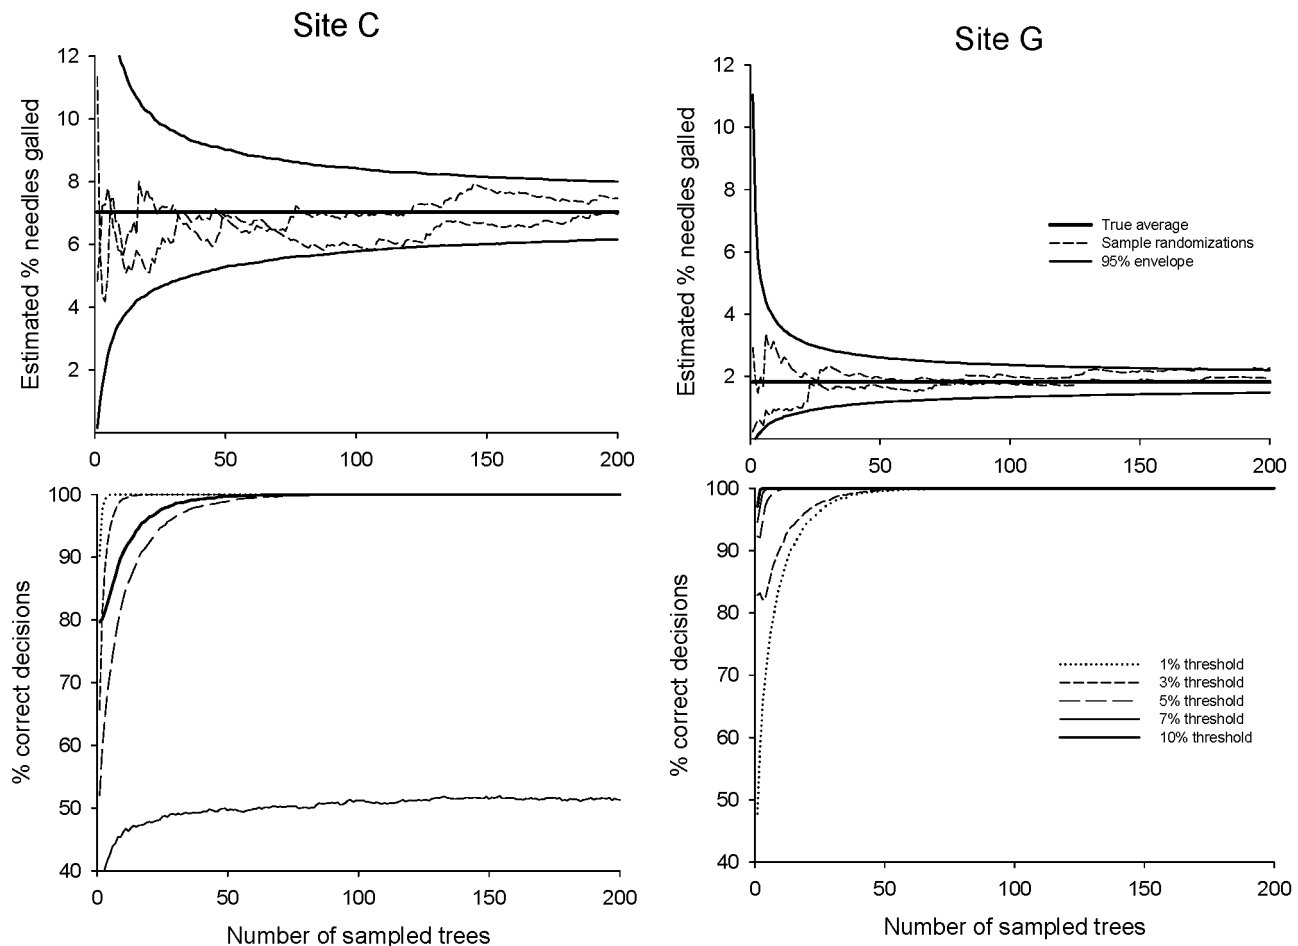 Site C
Site G
Estimated % needles galled
12
10
8
6
4
2
0
50
100
150
200
Estimated % needles galled
12
10
8
6
4
2
0
50
100
150
200
True average
Sample randomizations
95% envelope
% correct decisions
100
90
80
70
60
50
40
0
50
100
150
200
Number of sampled trees
% correct decisions
100
90
80
70
60
50
40
0
50
100
150
200
Number of sampled trees
1% threshold
3% threshold
5% threshold
7% threshold
10% threshold